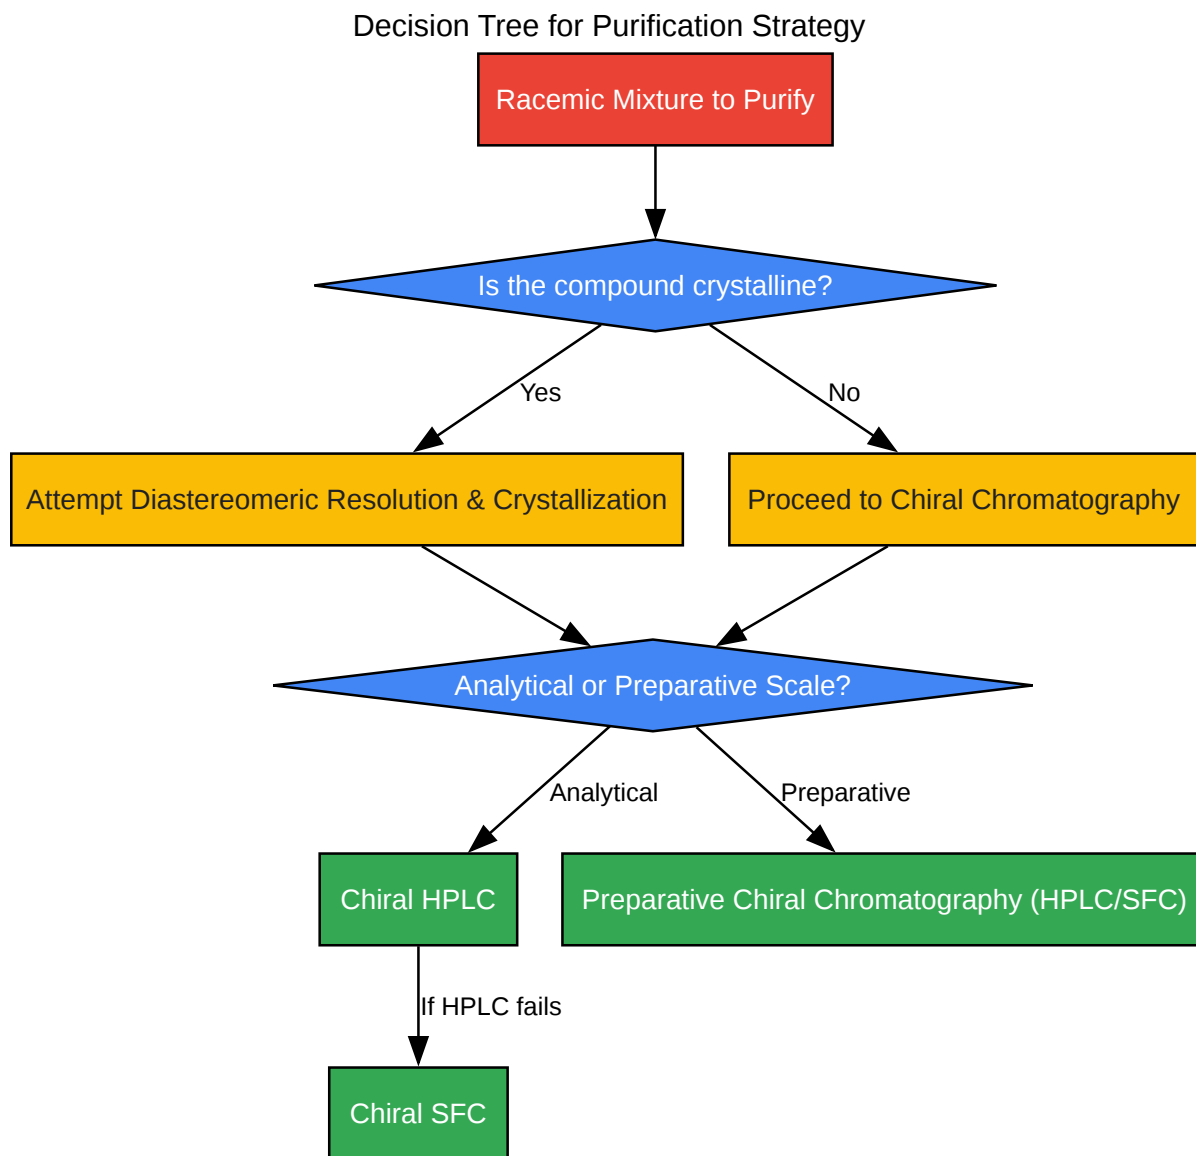 Decision Tree for Purification Strategy
Racemic Mixture to Purify
Is the compound crystalline?
Yes
No
Attempt Diastereomeric Resolution & Crystallization
Proceed to Chiral Chromatography
Analytical or Preparative Scale?
Analytical
Preparative
Chiral HPLC
Preparative Chiral Chromatography (HPLC/SFC)
If HPLC fails
Chiral SFC